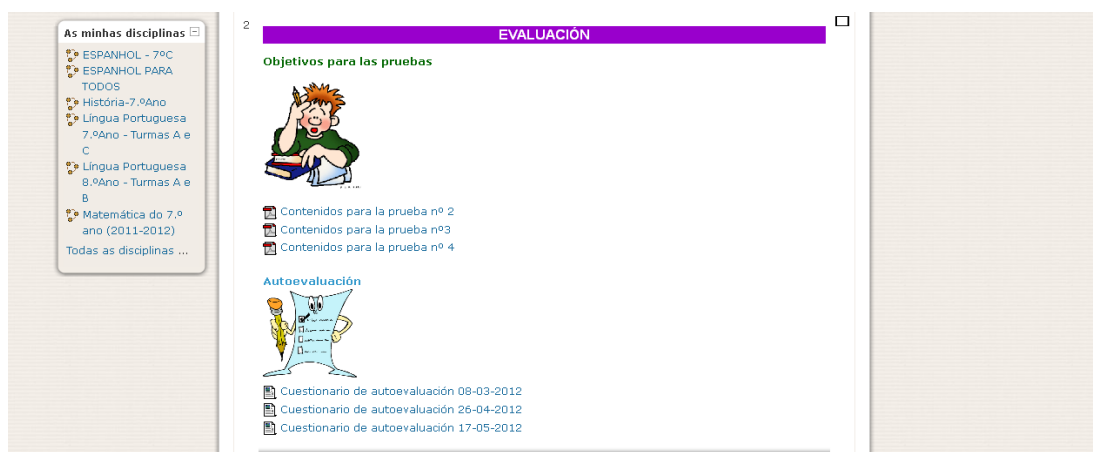 As minhas disciplinas
ESPANHOL - 7ºC
ESPANHOL PARA
TODOS
História-7.ºAno
Língua Portuguesa
7.ºAno - Turmas A e
C
Língua Portuguesa
8.ºAno - Turmas A e
B
Matemática do 7.º
ano (2011-2012)
Todas as disciplinas ...
2
EVALUACIÓN
Objetivos para las pruebas
Contenidos para la prueba nº 2
Contenidos para la prueba nº3
Contenidos para la prueba nº 4
Autoevaluación
Cuestionario de autoevaluación 08-03-2012
Cuestionario de autoevaluación 26-04-2012
Cuestionario de autoevaluación 17-05-2012